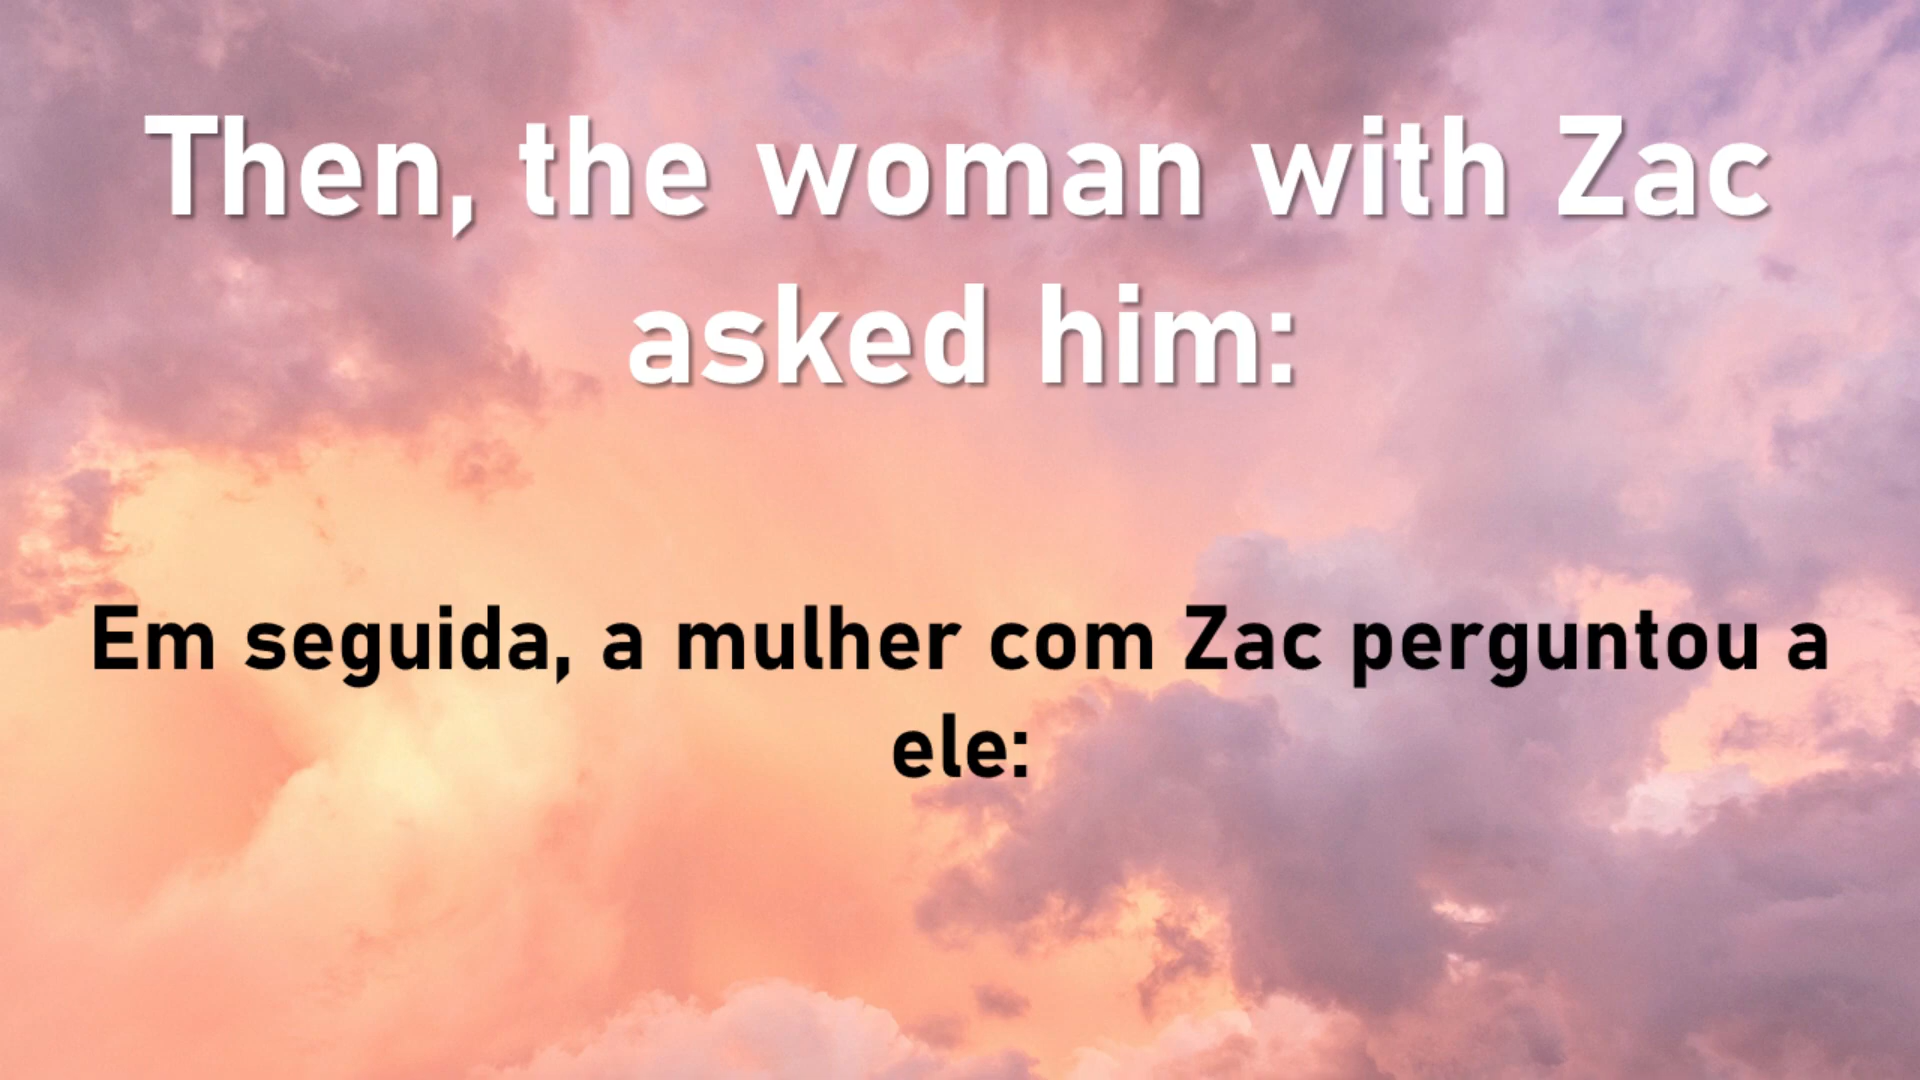 Then, the woman with Zac
asked him:
Em seguida, a mulher com Zac perguntou a
ele: